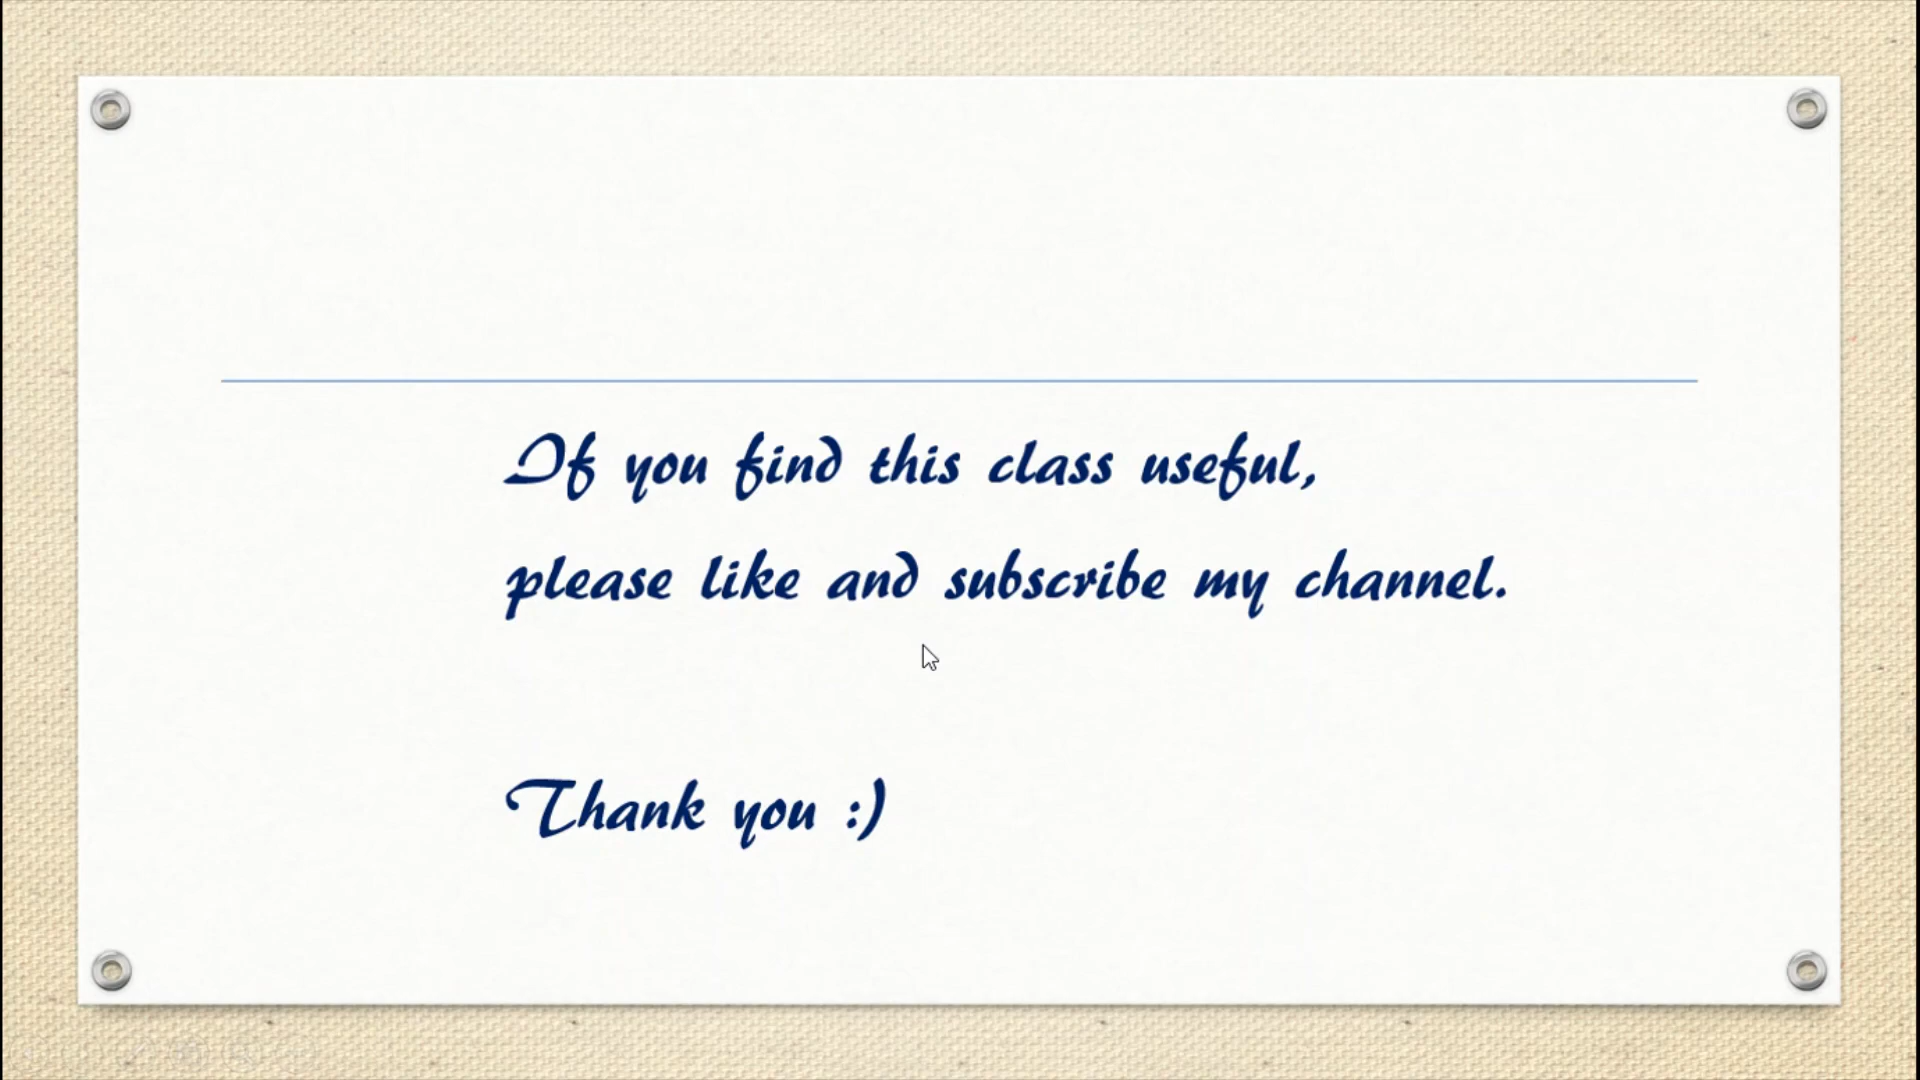 If you find this class useful,
please like and subscribe my channel.
Thank you :)